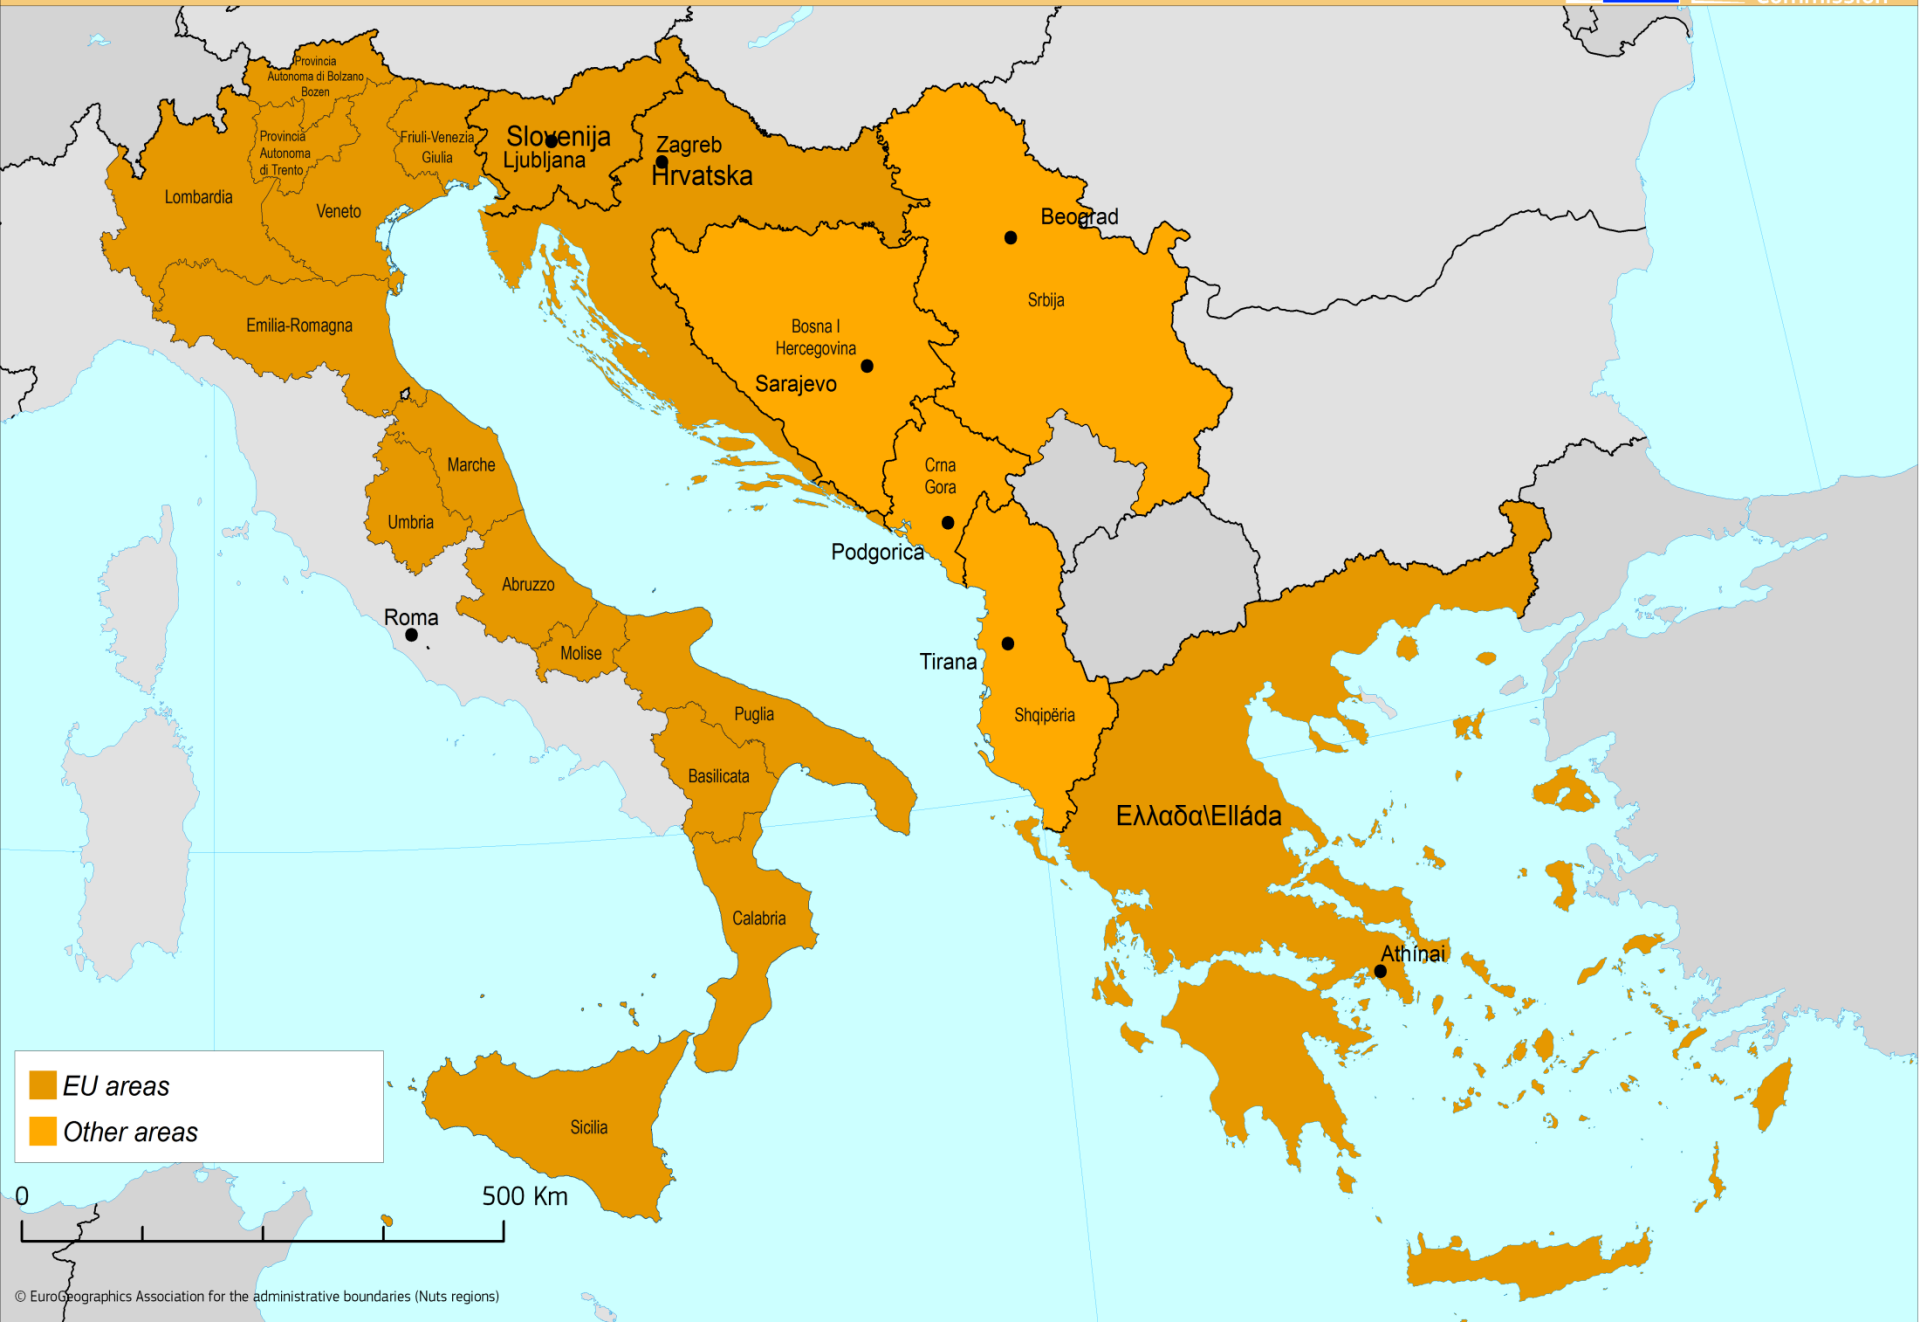 Commission
Provincia
Autonoma di Bolzano
Bozen
Provincia
Autonoma
di Trento
Friuli-Venezia
Giulia
Slovenija
Ljubljana
Zagreb
Hrvatska
Lombardia
Veneto
Beograd
Srbija
Emilia-Romagna
Bosna I
Hercegovina
Sarajevo
Marche
Crna
Gora
Umbria
Podgorica
Abruzzo
Roma
Molise
Tirana
Puglia
Shqipëria
Basilicata
Ελλαδα\Elláda
Calabria
Athínai
EU areas
Other areas
Sicilia
0 500 Km
© EuroGeographics Association for the administrative boundaries (Nuts regions)